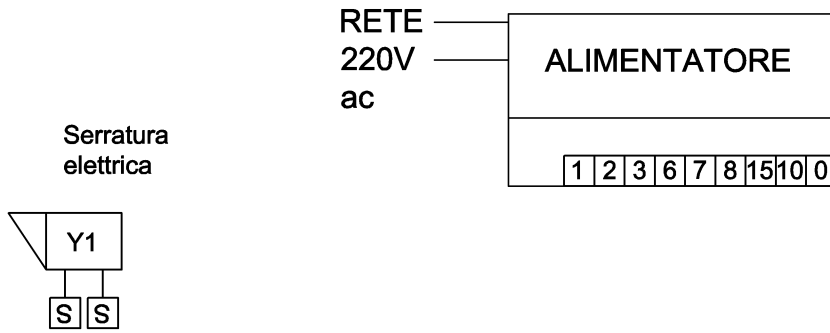 RETE
220V
ac
ALIMENTATORE
1 2 3 6 7 8 15 10 0
Serratura
elettrica
Y1
S S